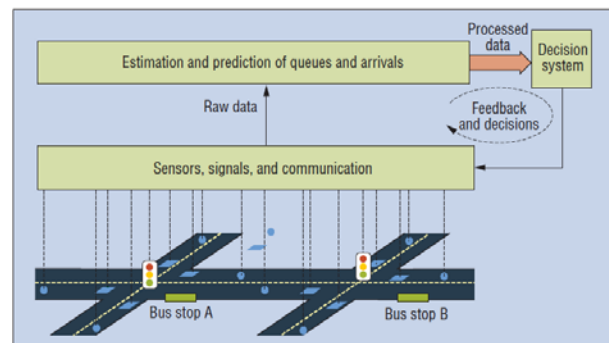 Processed
data
Estimation and prediction of queues and arrivals
Decision
system
Raw data
Feedback
and decisions
Sensors, signals, and communication
Bus stop A
Bus stop B